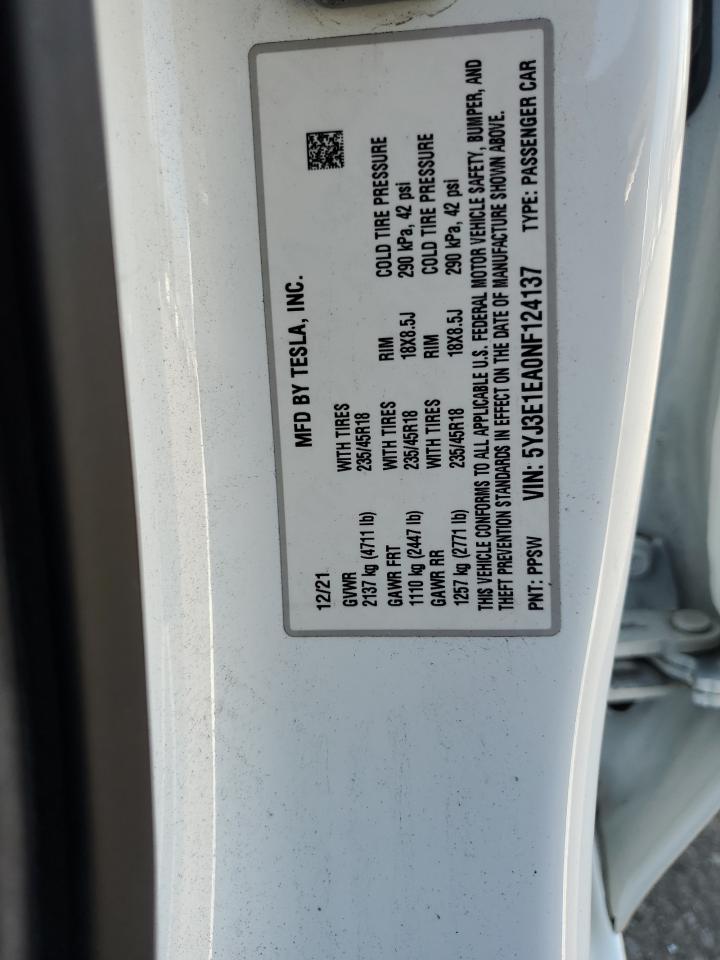 MFD BY TESLA, INC.
12/21
GVWR WITH TIRES RIM COLD TIRE PRESSURE
2137 kg (4711 lb) 235/45R18
GAWR FRT WITH TIRES RIM COLD TIRE PRESSURE
1110 kg (2447 lb) 235/45R18 18X8.5J 290 kPa, 42 psi
GAWR RR WITH TIRES RIM COLD TIRE PRESSURE
1257 kg (2771 lb) 235/45R18 18X8.5J 290 kPa, 42 psi
THIS VEHICLE CONFORMS TO ALL APPLICABLE U.S. FEDERAL MOTOR VEHICLE SAFETY, BUMPER, AND
THEFT PREVENTION STANDARDS IN EFFECT ON THE DATE OF MANUFACTURE SHOWN ABOVE.
PNT: PPSW VIN: 5YJ3E1EA0NF124137 TYPE: PASSENGER CAR